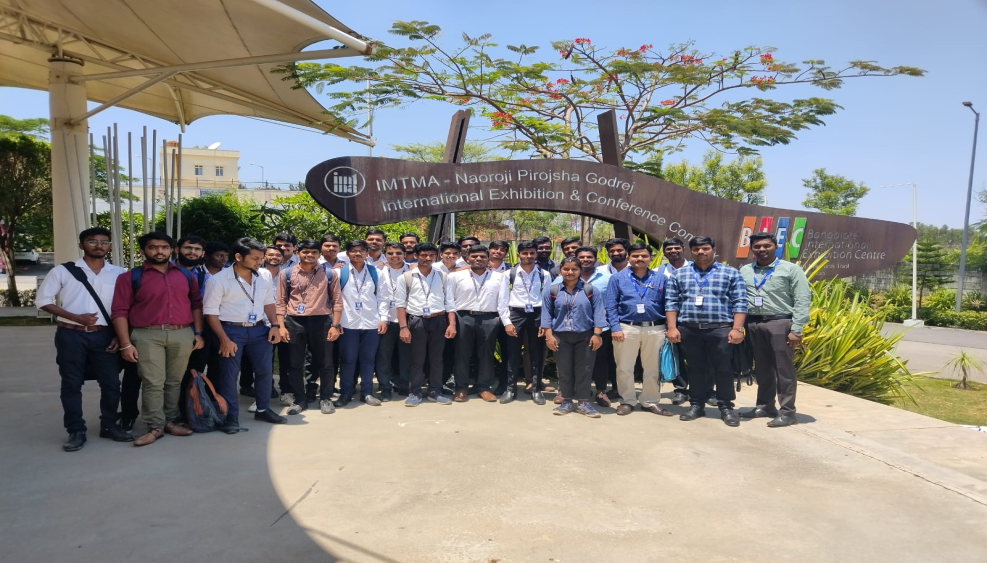 IMTMA - Naoroji Pirojsha Godrej
International Exhibition & Conference
BIEC
Bangalore
International
Exhibition Centre